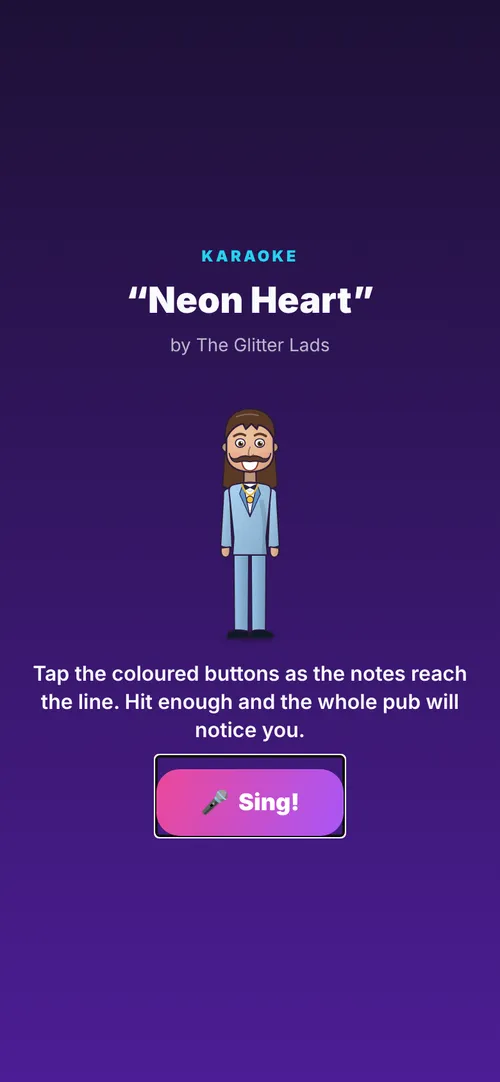 KARAOKE
“Neon Heart”
by The Glitter Lads
Tap the coloured buttons as the notes reach
the line. Hit enough and the whole pub will
notice you.
🎤 Sing!